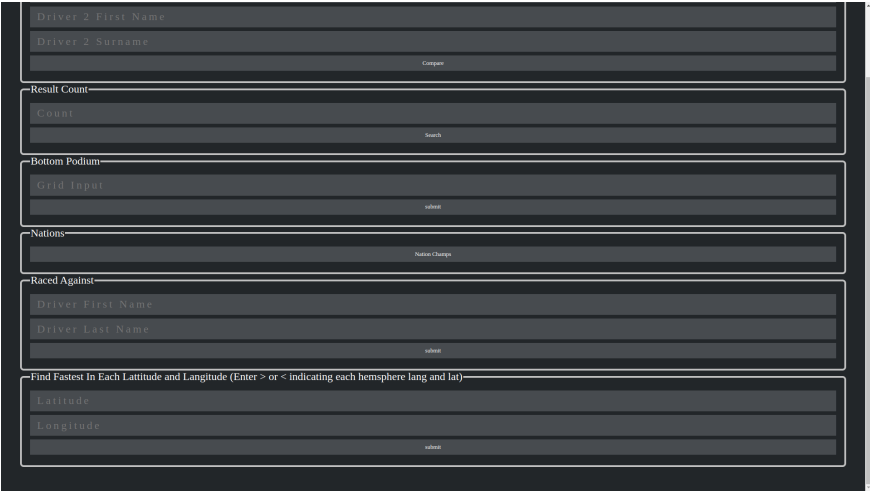 Driver 2 First Name
Driver 2 Surname
Compare
Result Count
Count
Search
Bottom Podium
Grid Input
submit
Nations
Nation Champs
Raced Against
Driver First Name
Driver Last Name
submit
Find Fastest In Each Lattitude and Langitude (Enter > or < indicating each hemsphere lang and lat)
Latitude
Longitude
submit